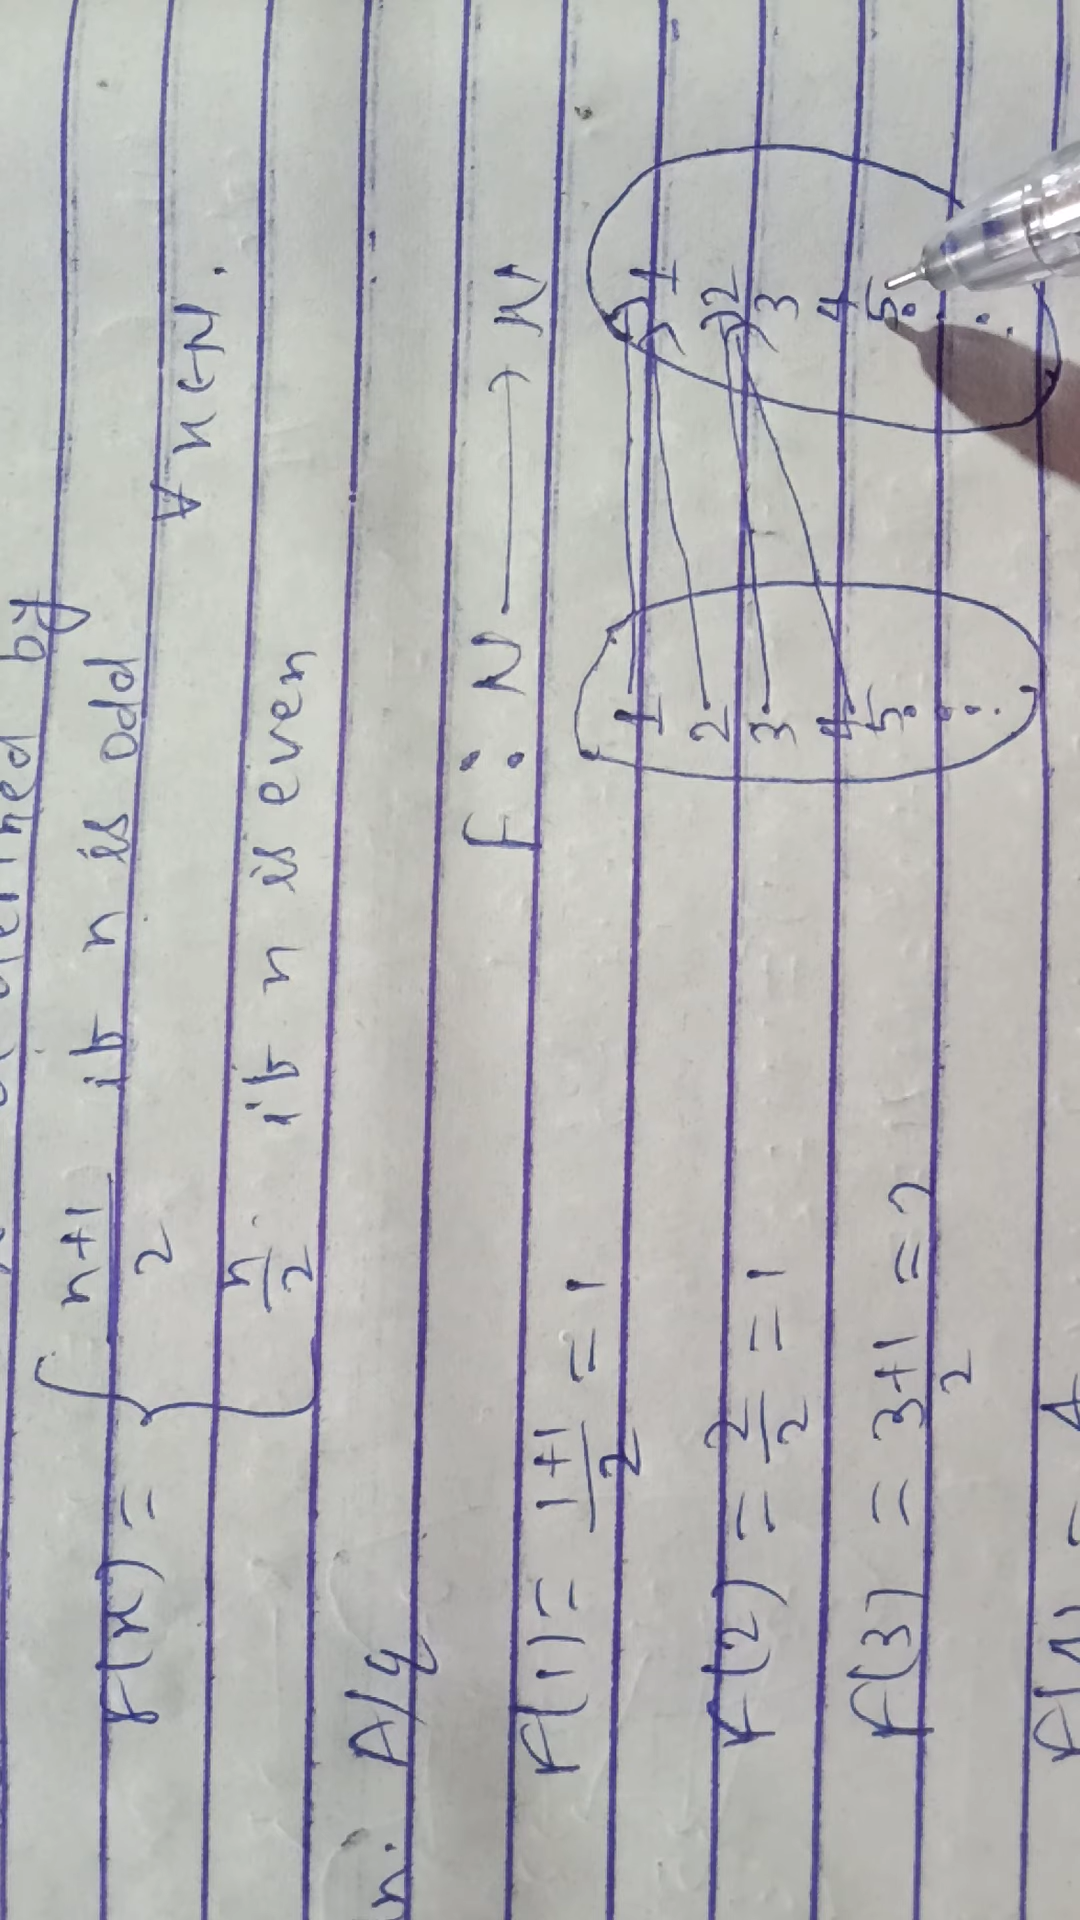 defined by
f(x) = { n+1/2 if n is odd
∀ n ∈ N.
n/2 if n is even
n. A/q
f : N → N
f(1) = 1+1/2 = 1
f(2) = 2/2 = 1
f(3) = 3+1/2 = 2
1 2 3 4 5 . . .
1 2 3 4 5 . . .